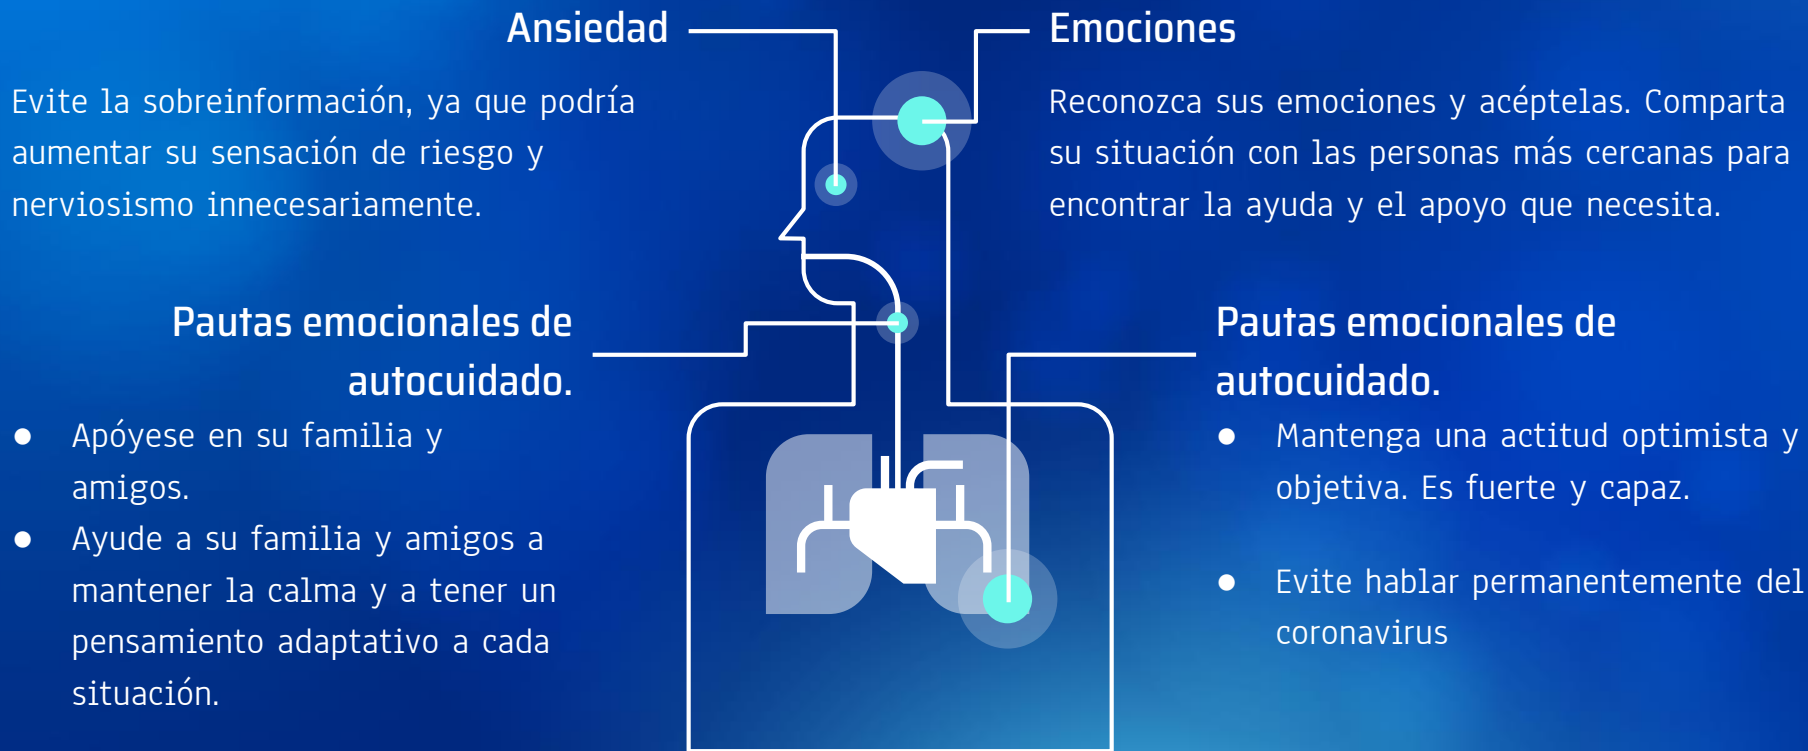 Ansiedad
Evite la sobreinformación, ya que podría
aumentar su sensación de riesgo y
nerviosismo innecesariamente.
Emociones
Reconozca sus emociones y acéptelas. Comparta
su situación con las personas más cercanas para
encontrar la ayuda y el apoyo que necesita.
Pautas emocionales de
autocuidado.
● Apóyese en su familia y
amigos.
● Ayude a su familia y amigos a
mantener la calma y a tener un
pensamiento adaptativo a cada
situación.
Pautas emocionales de
autocuidado.
● Mantenga una actitud optimista y
objetiva. Es fuerte y capaz.
● Evite hablar permanentemente del
coronavirus